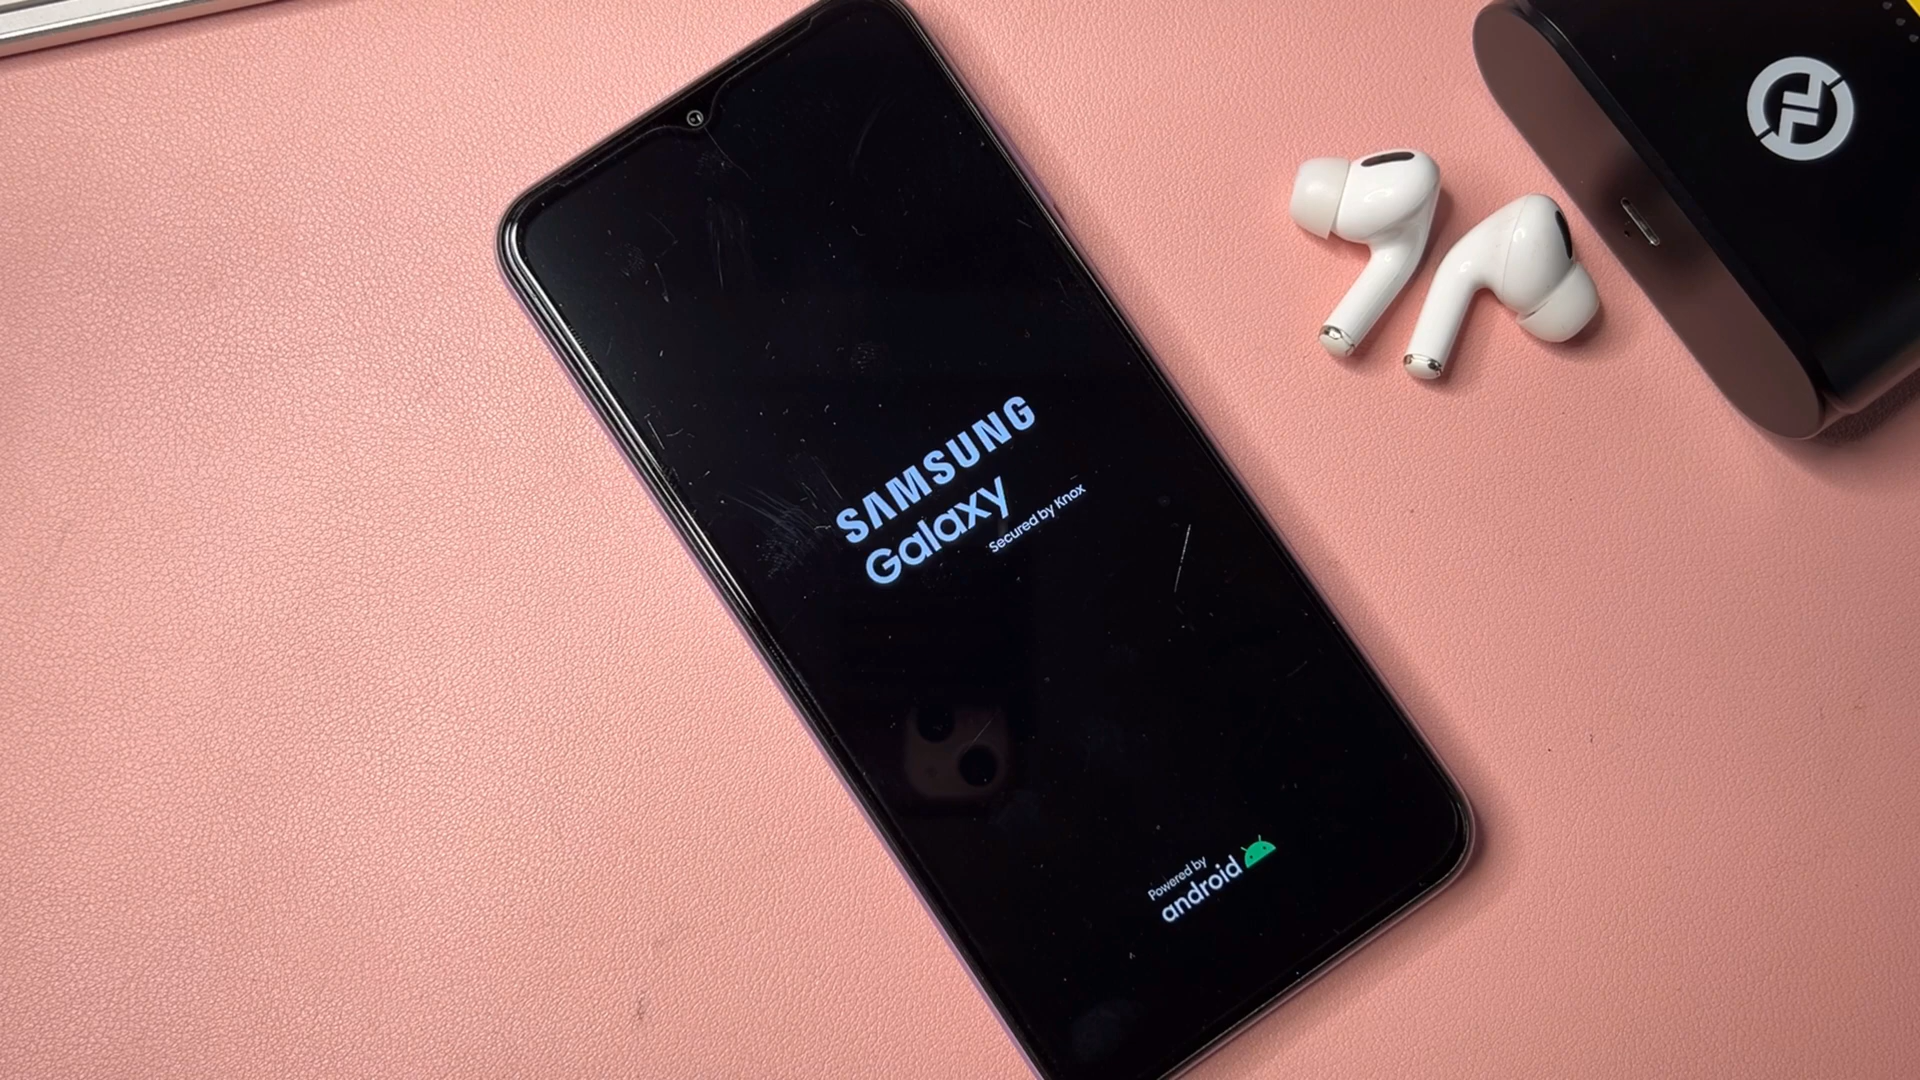 SAMSUNG
Galaxy
Secured by Knox
Powered by
android